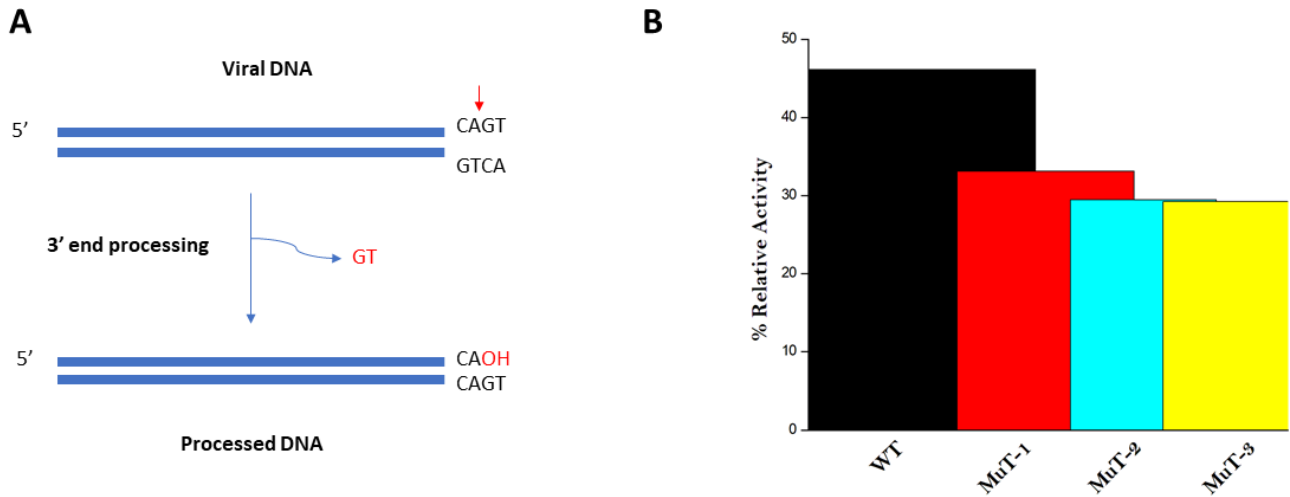 A
Viral DNA
5’
CAGT
GTCA
3’ end processing
GT
5’
CAOH
CAGT
Processed DNA
B
% Relative Activity
50
40
30
20
10
0
WT
MuT-1
MuT-2
MuT-3